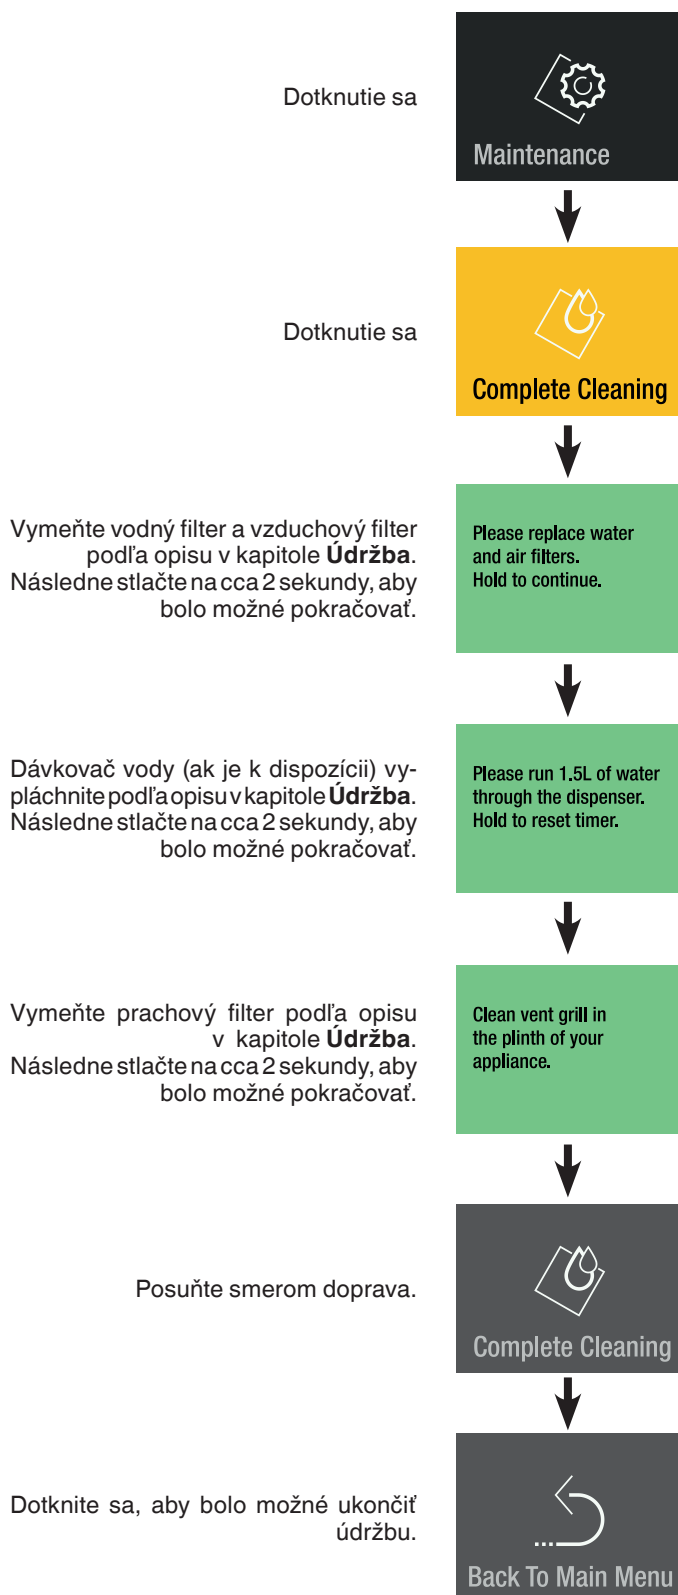 Dotknutie sa
Maintenance
Dotknutie sa
Complete Cleaning
Vymeňte vodný filter a vzduchový filter
podľa opisu v kapitole Údržba.
Následne stlačte na cca 2 sekundy, aby
bolo možné pokračovať.
Please replace water
and air filters.
Hold to continue.
Dávkovač vody (ak je k dispozícii) vy-
pláchnite podľa opisu v kapitole Údržba.
Následne stlačte na cca 2 sekundy, aby
bolo možné pokračovať.
Please run 1.5L of water
through the dispenser.
Hold to reset timer.
Vymeňte prachový filter podľa opisu
v kapitole Údržba.
Následne stlačte na cca 2 sekundy, aby
bolo možné pokračovať.
Clean vent grill in
the plinth of your
appliance.
Posuňte smerom doprava.
Complete Cleaning
Dotknite sa, aby bolo možné ukončiť
údržbu.
Back To Main Menu